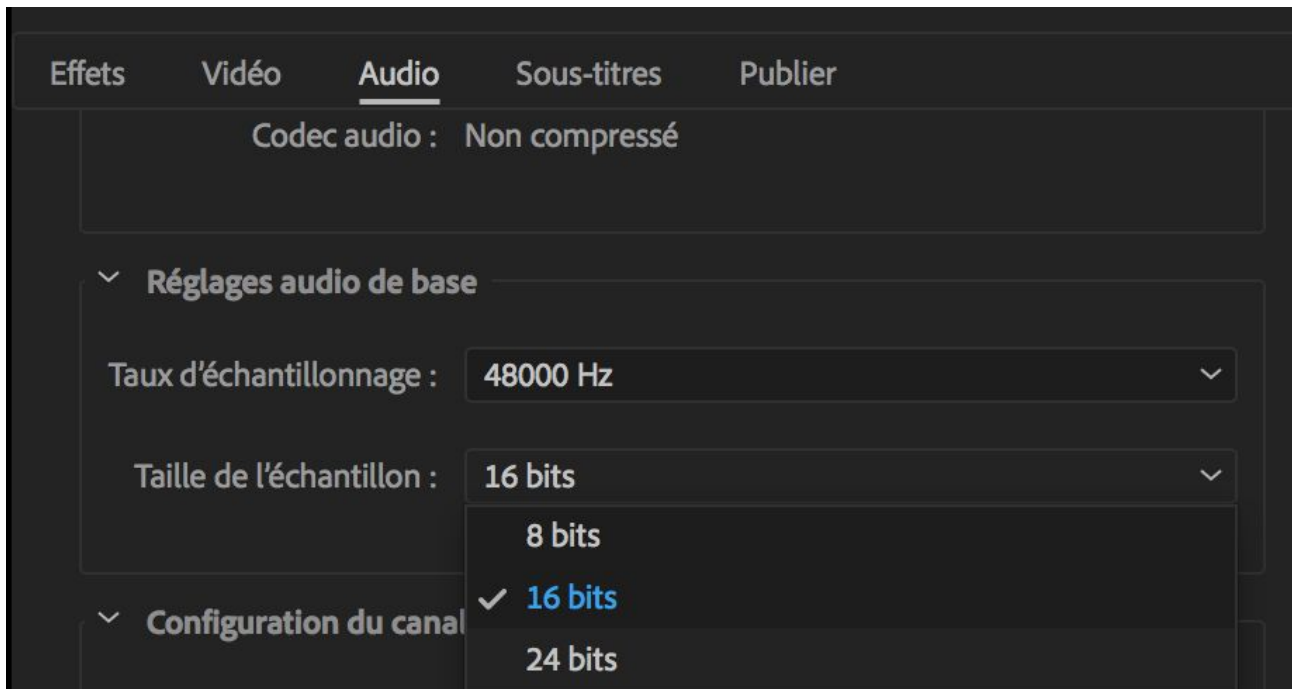 Effets Vidéo Audio Sous-titres Publier
Codec audio : Non compressé
Réglages audio de base
Taux d’échantillonnage : 48000 Hz
Taille de l’échantillon : 16 bits
8 bits
16 bits
Configuration du canal
24 bits